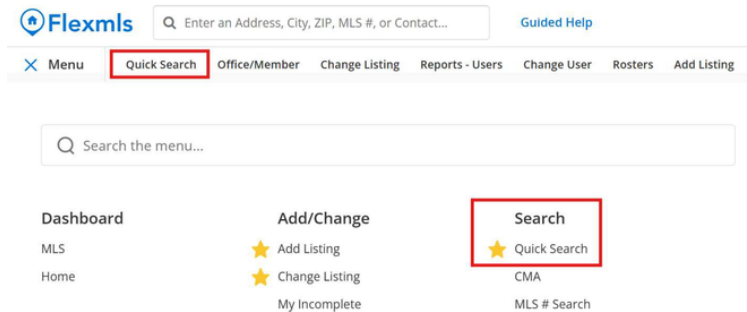 Flexmls
Enter an Address, City, ZIP, MLS #, or Contact...
Guided Help
Menu
Quick Search
Office/Member
Change Listing
Reports - Users
Change User
Rosters
Add Listing
Search the menu...
Dashboard
MLS
Home
Add/Change
Add Listing
Change Listing
My Incomplete
Search
Quick Search
CMA
MLS # Search